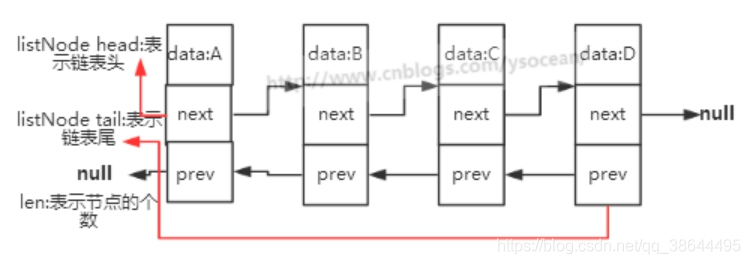 listNode head:表
示链表头
listNode tail:表示
链表尾
null
len:表示节点的个
数
data:A
next
prev
data:B
next
prev
data:C
next
prev
data:D
next
prev
null
http://www.cnblogs.com/ysocean/
https://blog.csdn.net/qq_38644495